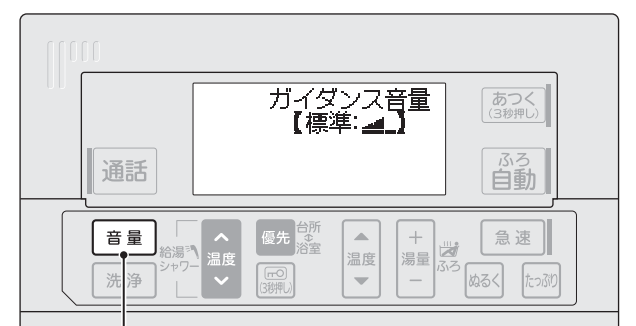 ガイダンス音量
【標準: 】
あつく
(3秒押し)
通話
ふろ
自動
音量
給湯
シャワー
温度
優先
台所
浴室
温度
+
湯量
−
ふろ
急速
洗浄
(3秒押し)
ぬるく
たっぷり